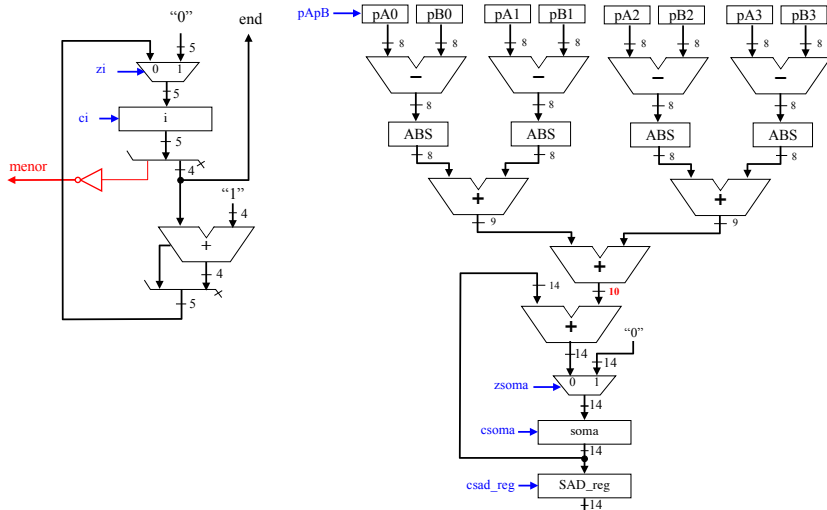 “0”
end
5
0 1
zi
5
ci
i
5
menor
4
“1”
4
+
4
5
pApB
pA0 pB0 pA1 pB1 pA2 pB2 pA3 pB3
8 8 8 8 8 8 8 8
− − − −
8 8 8 8
ABS ABS ABS ABS
8 8 8 8
+ +
9 9
+
14 10
+
“0”
14 14
0 1
zsoma
14
csoma
soma
14
csad_reg
SAD_reg
14